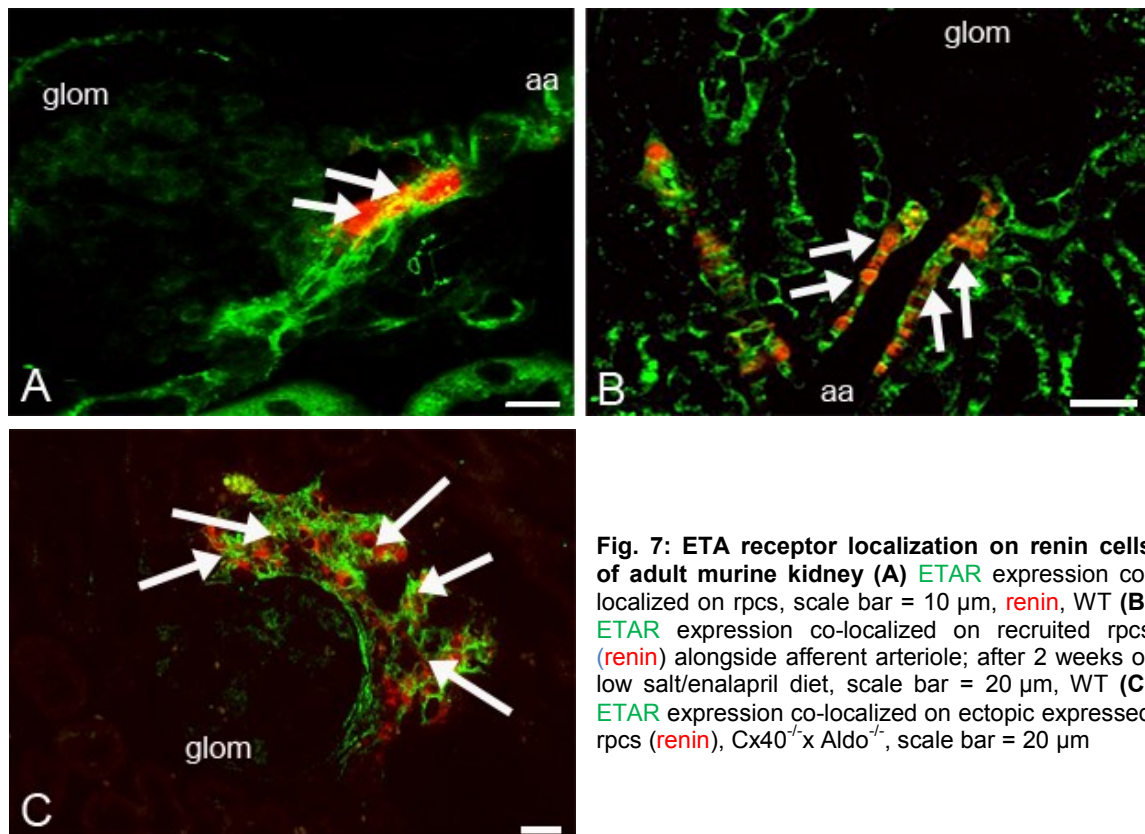 glom
aa
A
glom
aa
B
glom
C
Fig. 7: ETA receptor localization on renin cells
of adult murine kidney (A) ETAR expression co
localized on rpcs, scale bar = 10 µm, renin, WT (B
ETAR expression co-localized on recruited rpcs
(renin) alongside afferent arteriole; after 2 weeks o
low salt/enalapril diet, scale bar = 20 µm, WT (C
ETAR expression co-localized on ectopic expressed
rpcs (renin), Cx40-/-x Aldo-/-, scale bar = 20 µm